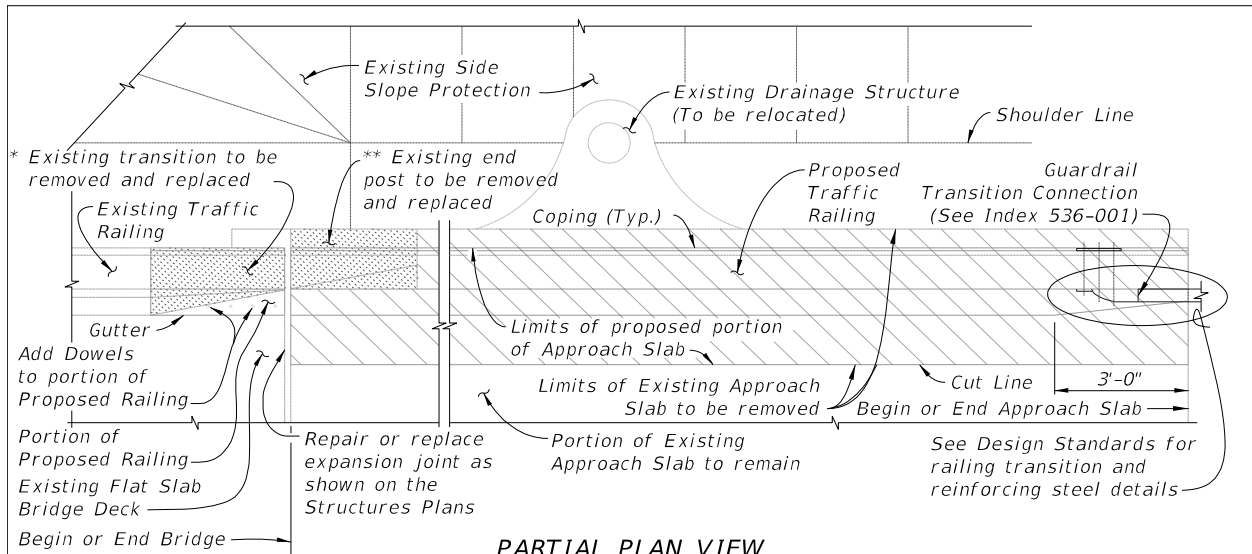 Existing Side
Slope Protection
Existing Drainage Structure
(To be relocated)
Shoulder Line
* Existing transition to be
removed and replaced
** Existing end
post to be removed
and replaced
Proposed
Traffic
Railing
Guardrail
Transition Connection
(See Index 536-001)
Existing Traffic
Railing
Coping (Typ.)
Gutter
Limits of proposed portion
of Approach Slab
Add Dowels
to portion of
Proposed Railing
Limits of Existing Approach
Slab to be removed
Cut Line
3'-0"
Begin or End Approach Slab
Portion of
Proposed Railing
Repair or replace
expansion joint as
shown on the
Structures Plans
Portion of Existing
Approach Slab to remain
See Design Standards for
railing transition and
reinforcing steel details
Existing Flat Slab
Bridge Deck
Begin or End Bridge
PARTIAL PLAN VIEW